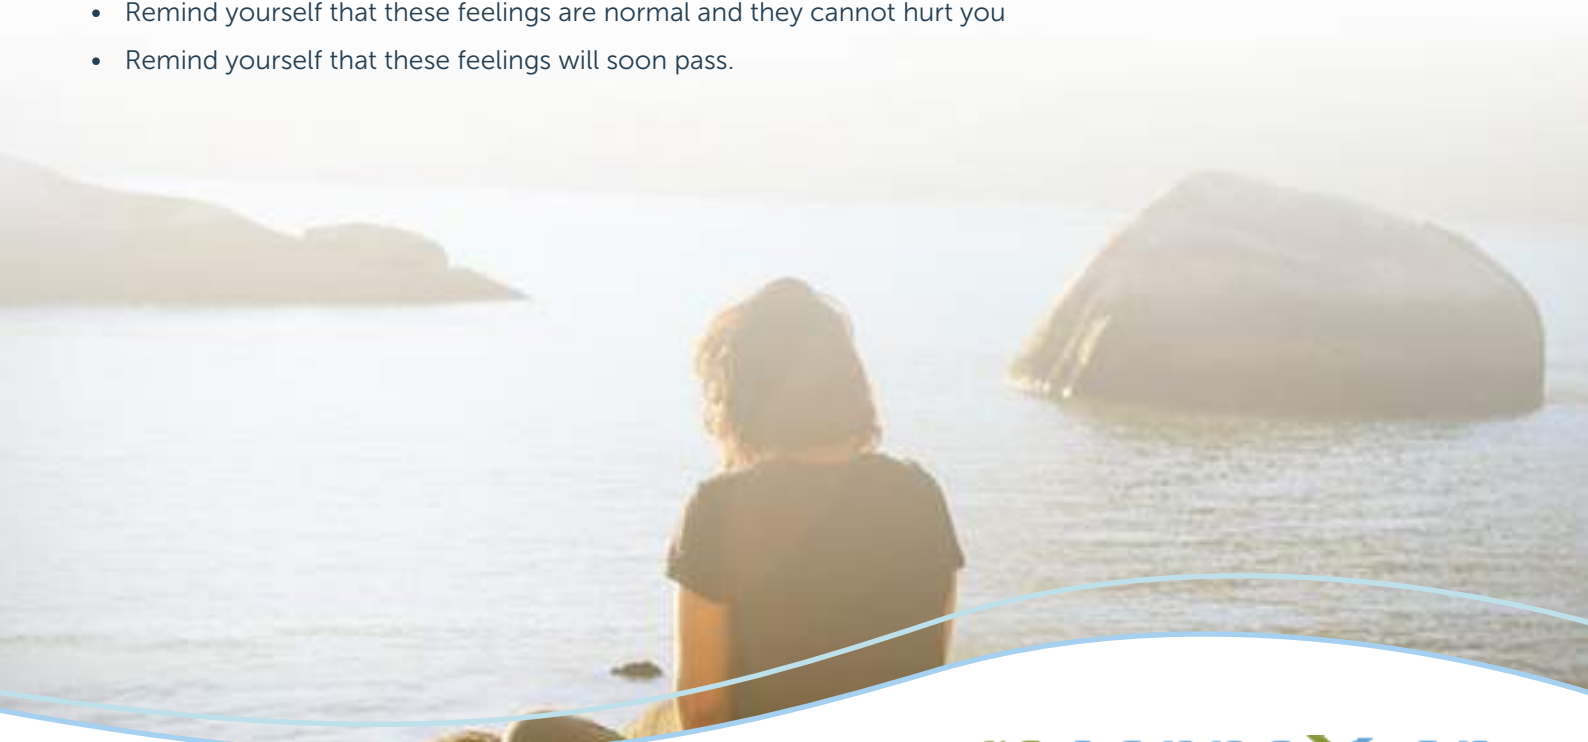 • Remind yourself that these feelings are normal and they cannot hurt you
• Remind yourself that these feelings will soon pass.